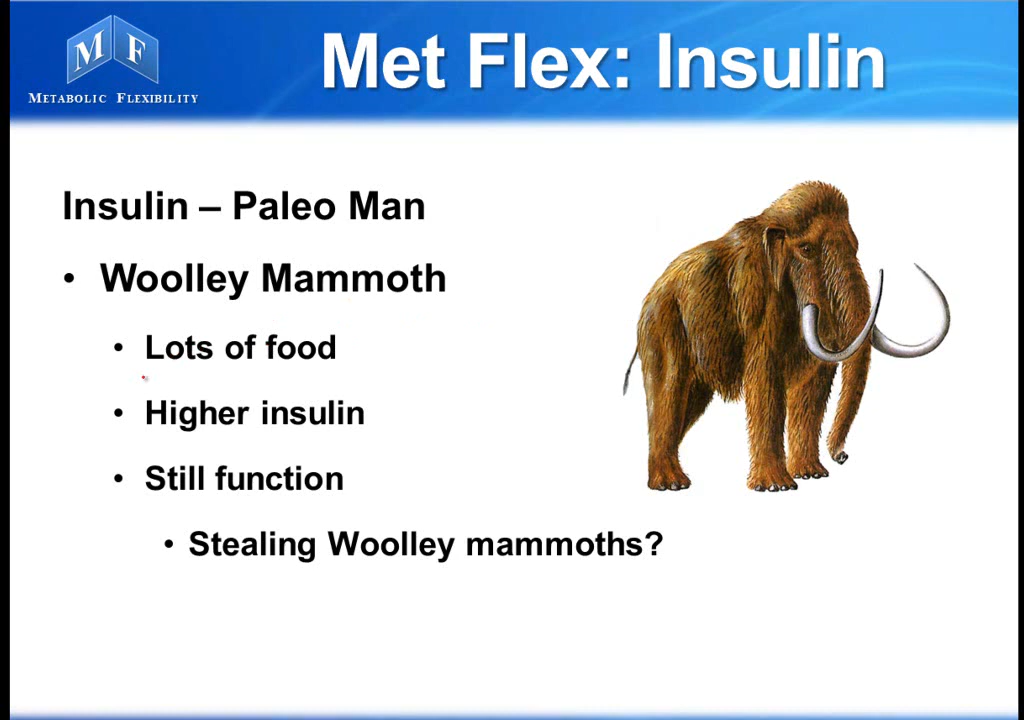 M F
METABOLIC FLEXIBILITY
Met Flex: Insulin
Insulin – Paleo Man
• Woolley Mammoth
• Lots of food
• Higher insulin
• Still function
• Stealing Woolley mammoths?